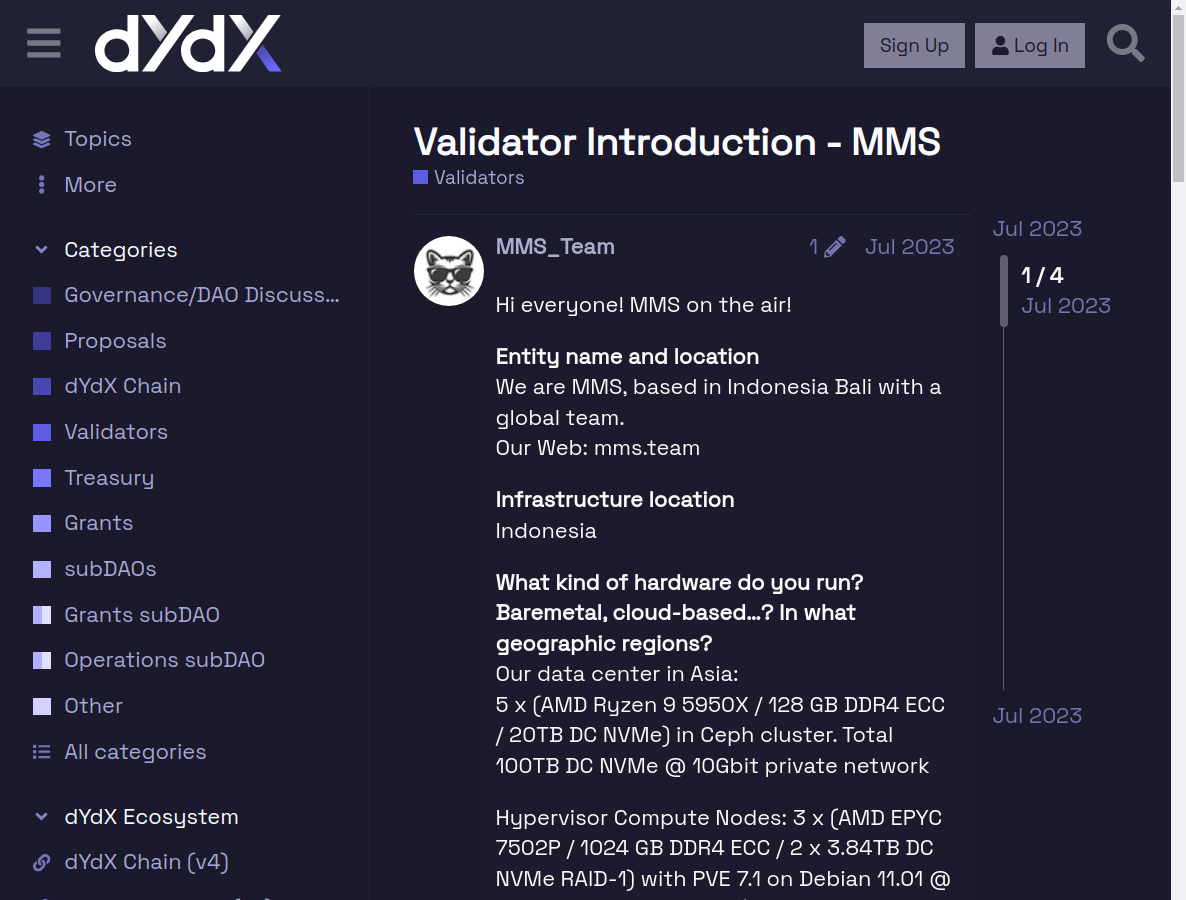 dYdX
Sign Up
Log In
Topics
More
Categories
Governance/DAO Discuss...
Proposals
dYdX Chain
Validators
Treasury
Grants
subDAOs
Grants subDAO
Operations subDAO
Other
All categories
dYdX Ecosystem
dYdX Chain (v4)
Validator Introduction - MMS
Validators
MMS_Team
1
Jul 2023
Hi everyone! MMS on the air!
Entity name and location
We are MMS, based in Indonesia Bali with a
global team.
Our Web: mms.team
Infrastructure location
Indonesia
What kind of hardware do you run?
Baremetal, cloud-based…? In what
geographic regions?
Our data center in Asia:
5 x (AMD Ryzen 9 5950X / 128 GB DDR4 ECC
/ 20TB DC NVMe) in Ceph cluster. Total
100TB DC NVMe @ 10Gbit private network
Hypervisor Compute Nodes: 3 x (AMD EPYC
7502P / 1024 GB DDR4 ECC / 2 x 3.84TB DC
NVMe RAID-1) with PVE 7.1 on Debian 11.01 @
Jul 2023
1 / 4
Jul 2023
Jul 2023